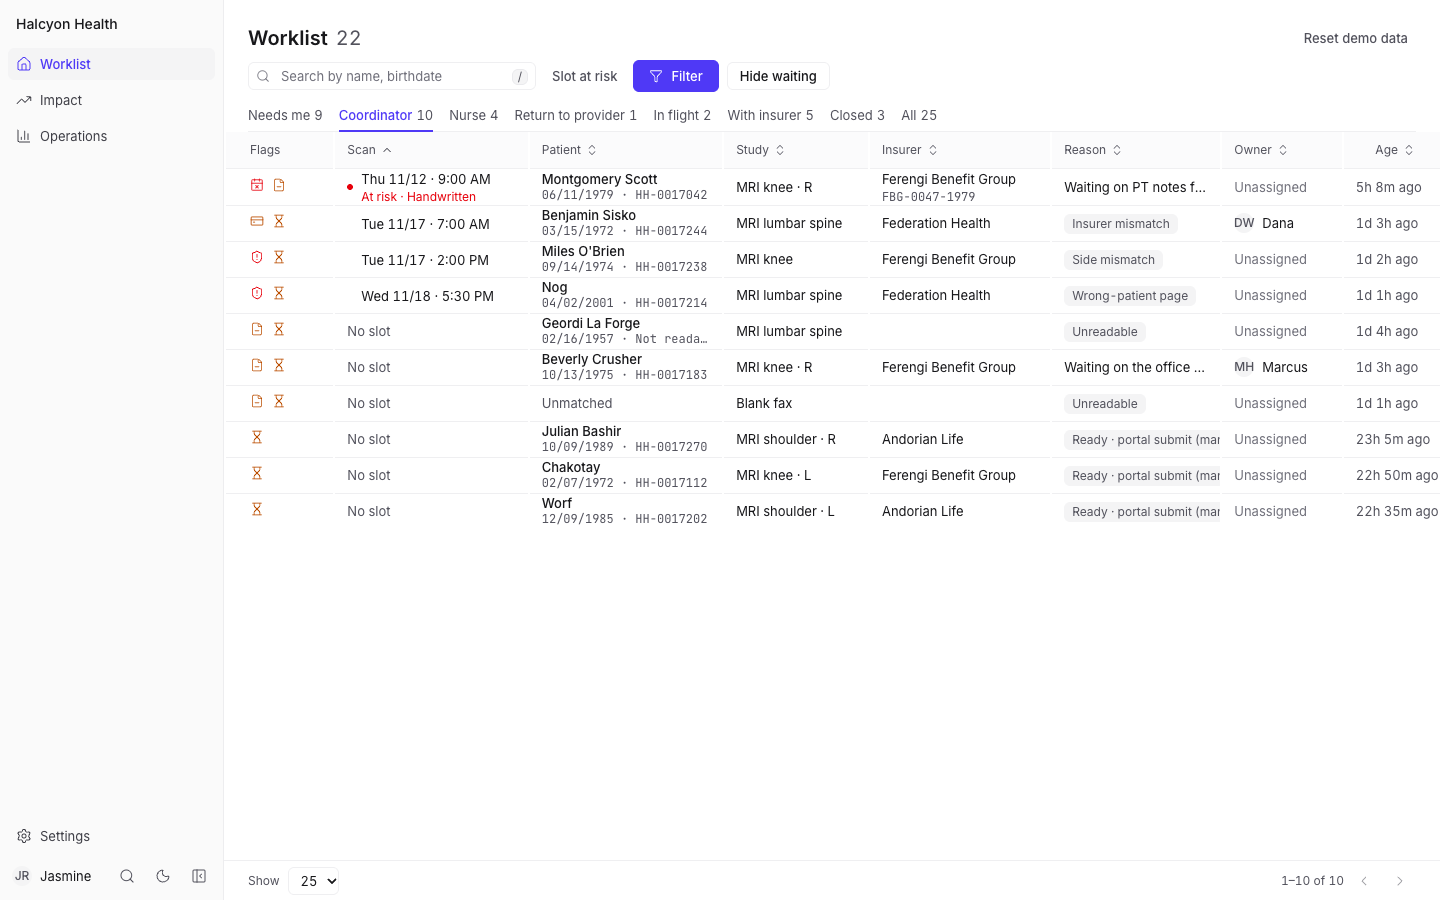 Halcyon Health
Worklist
Impact
Operations
Settings
JR Jasmine
Worklist 22
Reset demo data
Search by name, birthdate /
Slot at risk
Filter
Hide waiting
Needs me 9 Coordinator 10 Nurse 4 Return to provider 1 In flight 2 With insurer 5 Closed 3 All 25
Flags Scan Patient Study Insurer Reason Owner Age
Thu 11/12 · 9:00 AM
At risk · Handwritten
Montgomery Scott
06/11/1979 · HH-0017042
MRI knee · R
Ferengi Benefit Group
FBG-0047-1979
Waiting on PT notes f...
Unassigned
5h 8m ago
Tue 11/17 · 7:00 AM
Benjamin Sisko
03/15/1972 · HH-0017244
MRI lumbar spine
Federation Health
Insurer mismatch
DW Dana
1d 3h ago
Tue 11/17 · 2:00 PM
Miles O'Brien
09/14/1974 · HH-0017238
MRI knee
Ferengi Benefit Group
Side mismatch
Unassigned
1d 2h ago
Wed 11/18 · 5:30 PM
Nog
04/02/2001 · HH-0017214
MRI lumbar spine
Federation Health
Wrong-patient page
Unassigned
1d 1h ago
No slot
Geordi La Forge
02/16/1957 · Not reada…
MRI lumbar spine
Unreadable
Unassigned
1d 4h ago
No slot
Beverly Crusher
10/13/1975 · HH-0017183
MRI knee · R
Ferengi Benefit Group
Waiting on the office ...
MH Marcus
1d 3h ago
No slot
Unmatched
Blank fax
Unreadable
Unassigned
1d 1h ago
No slot
Julian Bashir
10/09/1989 · HH-0017270
MRI shoulder · R
Andorian Life
Ready · portal submit (mar
Unassigned
23h 5m ago
No slot
Chakotay
02/07/1972 · HH-0017112
MRI knee · L
Ferengi Benefit Group
Ready · portal submit (mar
Unassigned
22h 50m ago
No slot
Worf
12/09/1985 · HH-0017202
MRI shoulder · L
Andorian Life
Ready · portal submit (mar
Unassigned
22h 35m ago
Show 25
1–10 of 10